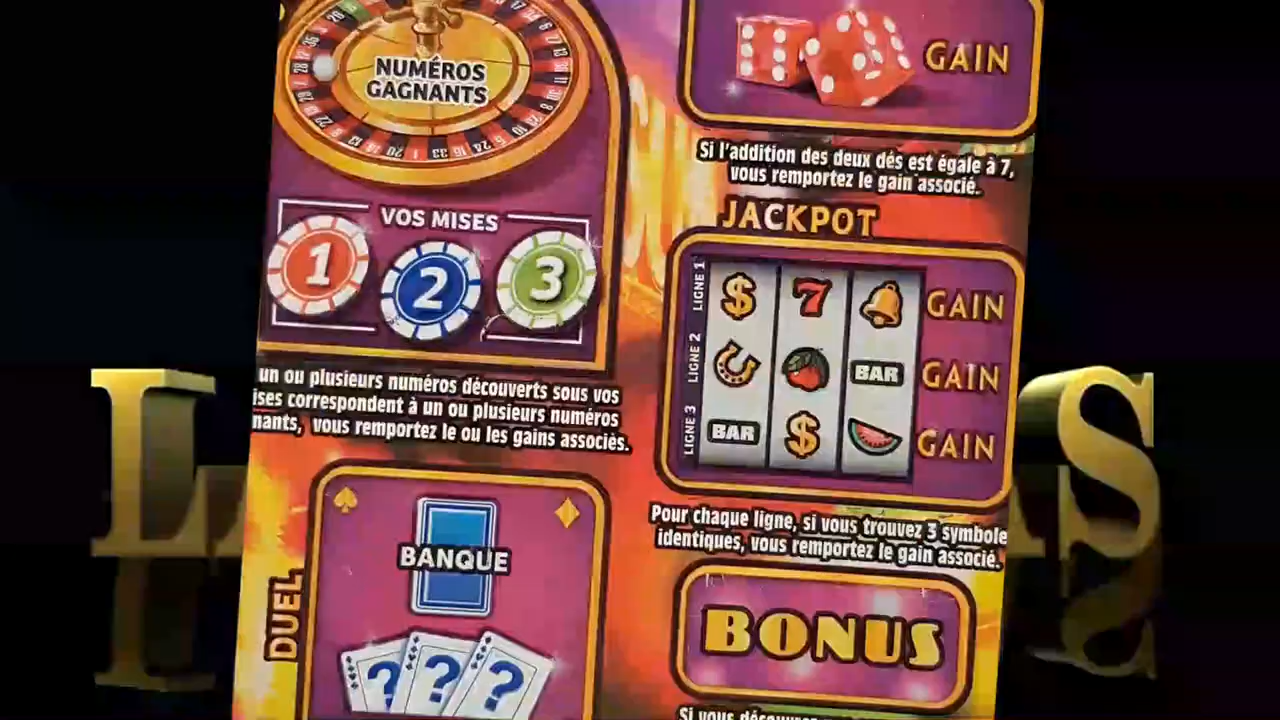 NUMÉROS
GAGNANTS
VOS MISES
1
2
3
un ou plusieurs numéros découverts sous vos
ises correspondent à un ou plusieurs numéros
nants, vous remportez le ou les gains associés.
DUEL
BANQUE
? ? ?
GAIN
Si l'addition des deux dés est égale à 7,
vous remportez le gain associé.
JACKPOT
LIGNE 1
$ 7
GAIN
LIGNE 2
BAR
GAIN
LIGNE 3
BAR $
GAIN
Pour chaque ligne, si vous trouvez 3 symbole
identiques, vous remportez le gain associé.
BONUS
Si vous
L
AS